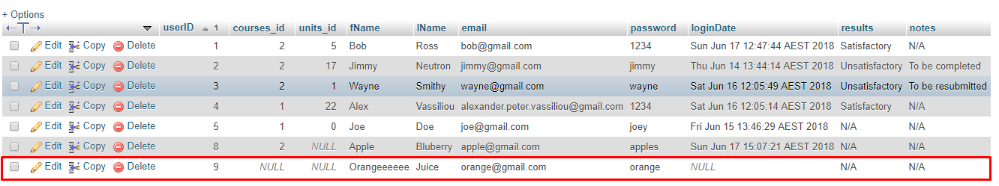 + Options
←T→ userID 1 courses_id units_id fName lName email password loginDate results notes
Edit Copy Delete 1 2 5 Bob Ross bob@gmail.com 1234 Sun Jun 17 12:47:44 AEST 2018 Satisfactory N/A
Edit Copy Delete 2 2 17 Jimmy Neutron jimmy@gmail.com jimmy Thu Jun 14 13:44:14 AEST 2018 Unsatisfactory To be completed
Edit Copy Delete 3 2 1 Wayne Smithy wayne@gmail.com wayne Sat Jun 16 12:05:49 AEST 2018 Unsatisfactory To be resubmitted
Edit Copy Delete 4 1 22 Alex Vassiliou alexander.peter.vassiliou@gmail.com 1234 Sat Jun 16 12:05:14 AEST 2018 Satisfactory N/A
Edit Copy Delete 5 1 0 Joe Doe joe@gmail.com joey Fri Jun 15 13:46:29 AEST 2018 N/A N/A
Edit Copy Delete 8 2 NULL Apple Bluberry apple@gmail.com apples Sun Jun 17 15:07:21 AEST 2018 N/A N/A
Edit Copy Delete 9 NULL NULL Orangeeeeee Juice orange@gmail.com orange NULL N/A N/A